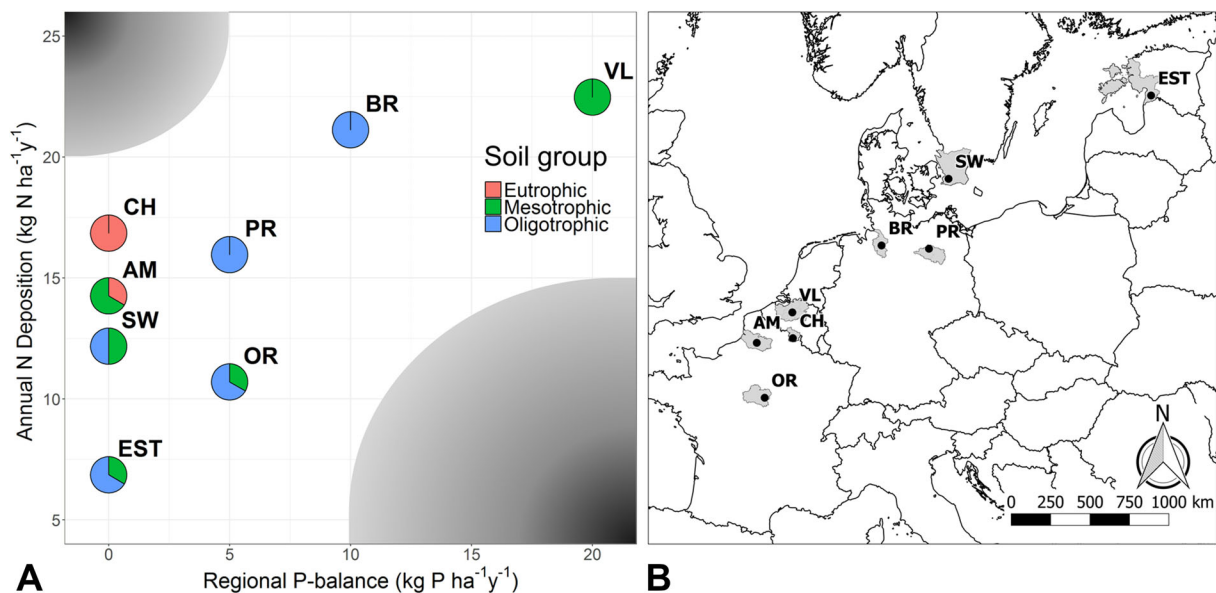 Annual N Deposition (kg N ha⁻¹y⁻¹)
25
20
15
10
5
VL
BR
CH
PR
AM
SW
OR
EST
Soil group
Eutrophic
Mesotrophic
Oligotrophic
0
5
10
15
20
Regional P-balance (kg P ha⁻¹y⁻¹)
A
EST
SW
BR
PR
VL
CH
AM
OR
N
0 250 500 750 1000 km
B